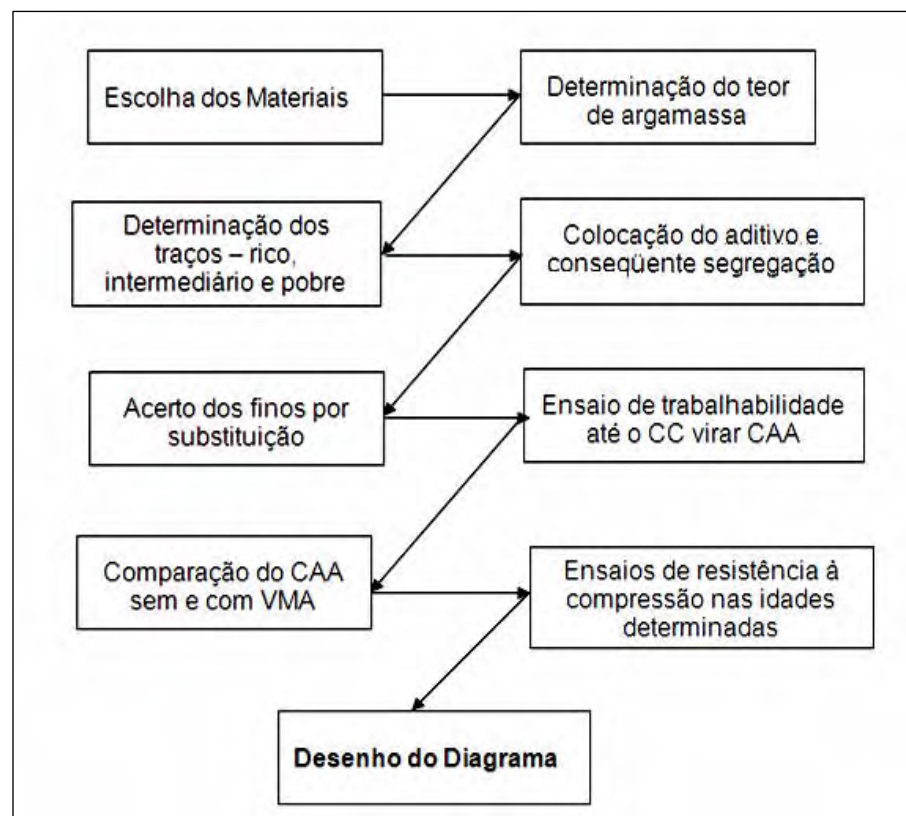 Escolha dos Materiais
Determinação do teor
de argamassa
Determinação dos
traços – rico,
intermediário e pobre
Colocação do aditivo e
conseqüente segregação
Acerto dos finos por
substituição
Ensaio de trabalhabilidade
até o CC virar CAA
Comparação do CAA
sem e com VMA
Ensaios de resistência à
compressão nas idades
determinadas
Desenho do Diagrama